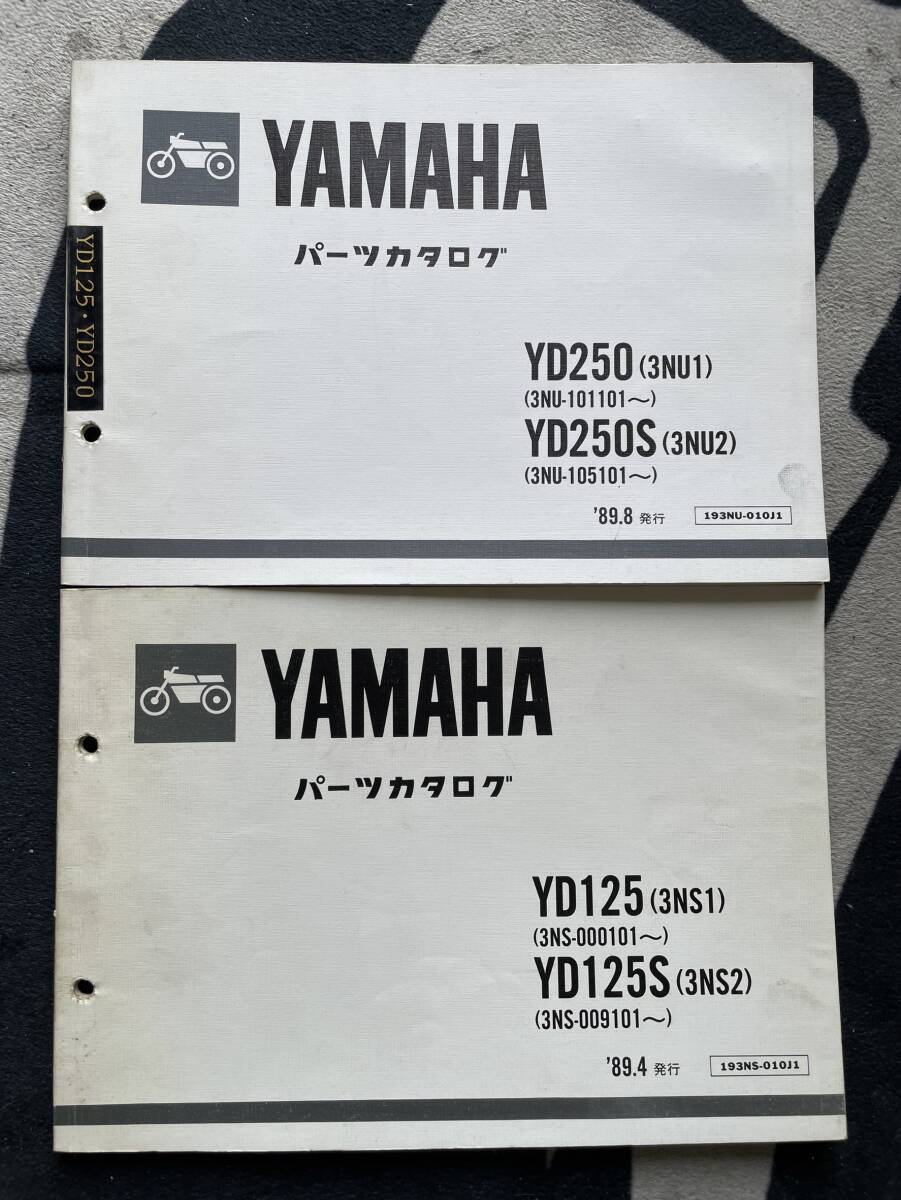 YAMAHA
パーツカタログ
YD125・YD250
YD250 (3NU1)
(3NU-101101～)
YD250S (3NU2)
(3NU-105101～)
'89.8 発行 193NU-010J1
YAMAHA
パーツカタログ
YD125 (3NS1)
(3NS-000101～)
YD125S (3NS2)
(3NS-009101～)
'89.4 発行 193NS-010J1